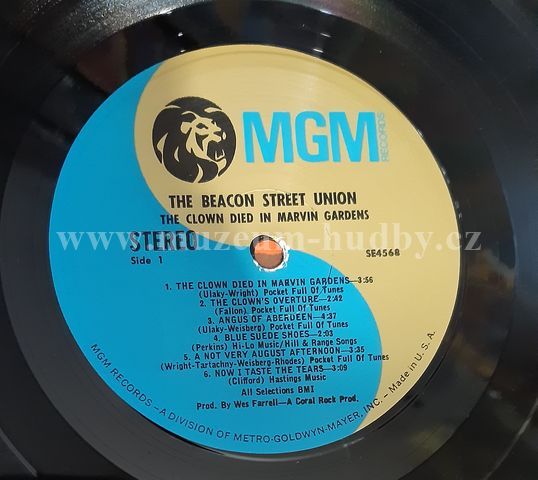 MGM
RECORDS
THE BEACON STREET UNION
THE CLOWN DIED IN MARVIN GARDENS
www.muzeum-hudby.cz
STEREO
Side 1
SE4568
1. THE CLOWN DIED IN MARVIN GARDENS—3:56
(Ulaky-Wright) Pocket Full Of Tunes
2. THE CLOWN'S OVERTURE—2:42
(Fallon) Pocket Full Of Tunes
3. ANGUS OF ABERDEEN—4:37
(Ulaky-Weisberg) Pocket Full Of Tunes
4. BLUE SUEDE SHOES—2:03
(Perkins) Hi-Lo Music/Hill & Range Songs
5. A NOT VERY AUGUST AFTERNOON—3:35
(Wright-Tartachny-Weisberg-Rhodes) Pocket Full Of Tunes
6. NOW I TASTE THE TEARS—3:09
(Clifford) Hastings Music
All Selections BMI
Prod. By Wes Farrell—A Coral Rock Prod.
MGM RECORDS—A DIVISION OF METRO-GOLDWYN-MAYER, INC. – Made in U. S. A.